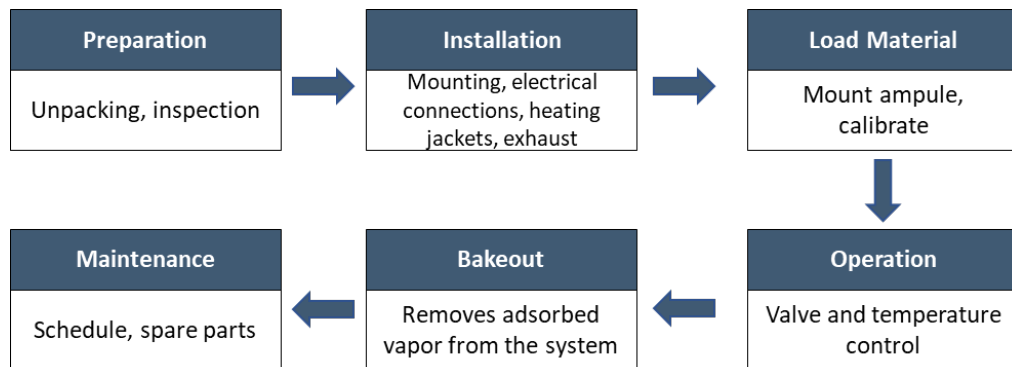 Preparation
Unpacking, inspection
Installation
Mounting, electrical
connections, heating
jackets, exhaust
Load Material
Mount ampule,
calibrate
Operation
Valve and temperature
control
Bakeout
Removes adsorbed
vapor from the system
Maintenance
Schedule, spare parts